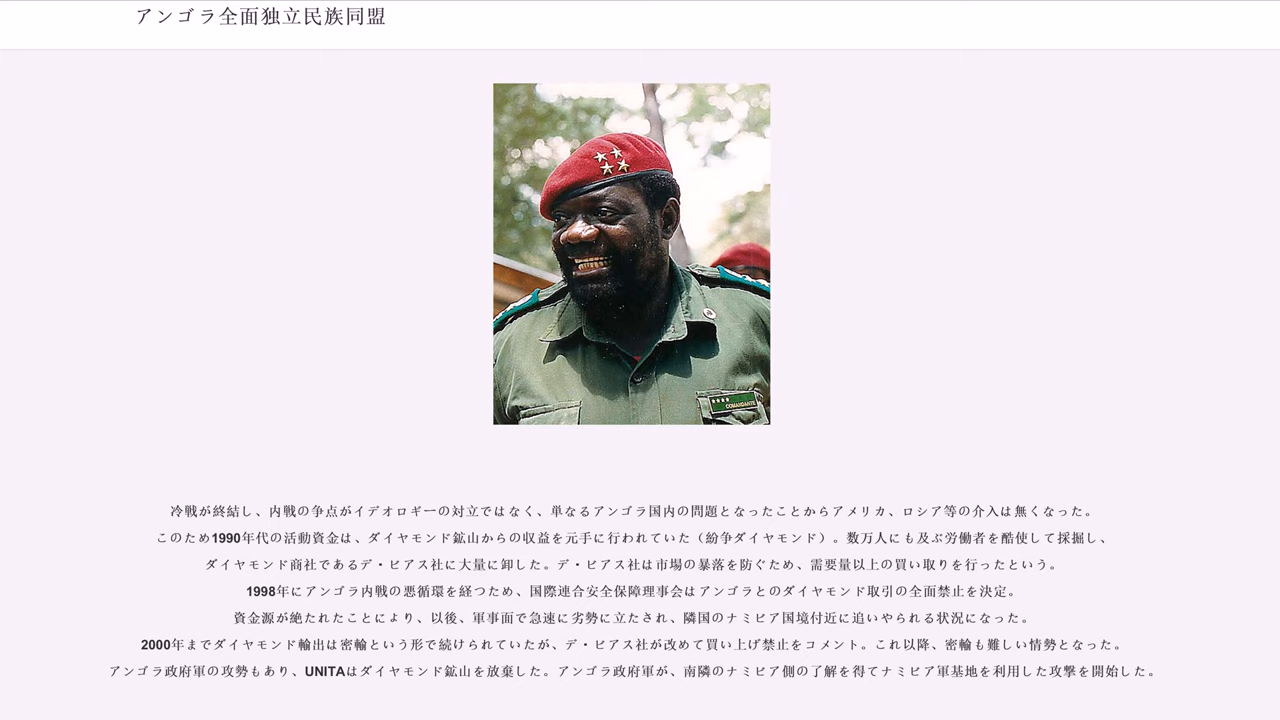 アンゴラ全面独立民族同盟
COMANDANTE
冷戦が終結し、内戦の争点がイデオロギーの対立ではなく、単なるアンゴラ国内の問題となったことからアメリカ、ロシア等の介入は無くなった。
このため1990年代の活動資金は、ダイヤモンド鉱山からの収益を元手に行われていた（紛争ダイヤモンド）。数万人にも及ぶ労働者を酷使して採掘し、
ダイヤモンド商社であるデ・ビアス社に大量に卸した。デ・ビアス社は市場の暴落を防ぐため、需要量以上の買い取りを行ったという。
1998年にアンゴラ内戦の悪循環を経つため、国際連合安全保障理事会はアンゴラとのダイヤモンド取引の全面禁止を決定。
資金源が絶たれたことにより、以後、軍事面で急速に劣勢に立たされ、隣国のナミビア国境付近に追いやられる状況になった。
2000年までダイヤモンド輸出は密輸という形で続けられていたが、デ・ビアス社が改めて買い上げ禁止をコメント。これ以降、密輸も難しい情勢となった。
アンゴラ政府軍の攻勢もあり、UNITAはダイヤモンド鉱山を放棄した。アンゴラ政府軍が、南隣のナミビア側の了解を得てナミビア軍基地を利用した攻撃を開始した。